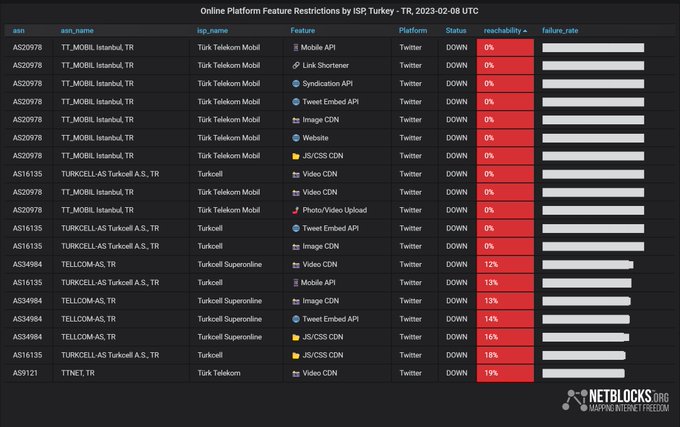 Online Platform Feature Restrictions by ISP, Turkey - TR, 2023-02-08 UTC
asn asn_name isp_name Feature Platform Status reachability failure_rate
AS20978 TT_MOBIL Istanbul, TR Türk Telekom Mobil Mobile API Twitter DOWN 0%
AS20978 TT_MOBIL Istanbul, TR Türk Telekom Mobil Link Shortener Twitter DOWN 0%
AS20978 TT_MOBIL Istanbul, TR Türk Telekom Mobil Syndication API Twitter DOWN 0%
AS20978 TT_MOBIL Istanbul, TR Türk Telekom Mobil Tweet Embed API Twitter DOWN 0%
AS20978 TT_MOBIL Istanbul, TR Türk Telekom Mobil Image CDN Twitter DOWN 0%
AS20978 TT_MOBIL Istanbul, TR Türk Telekom Mobil Website Twitter DOWN 0%
AS20978 TT_MOBIL Istanbul, TR Türk Telekom Mobil JS/CSS CDN Twitter DOWN 0%
AS16135 TURKCELL-AS Turkcell A.S., TR Turkcell Video CDN Twitter DOWN 0%
AS20978 TT_MOBIL Istanbul, TR Türk Telekom Mobil Video CDN Twitter DOWN 0%
AS20978 TT_MOBIL Istanbul, TR Türk Telekom Mobil Photo/Video Upload Twitter DOWN 0%
AS16135 TURKCELL-AS Turkcell A.S., TR Turkcell Tweet Embed API Twitter DOWN 0%
AS16135 TURKCELL-AS Turkcell A.S., TR Turkcell Image CDN Twitter DOWN 0%
AS34984 TELLCOM-AS, TR Turkcell Superonline Video CDN Twitter DOWN 12%
AS16135 TURKCELL-AS Turkcell A.S., TR Turkcell Mobile API Twitter DOWN 13%
AS34984 TELLCOM-AS, TR Turkcell Superonline Image CDN Twitter DOWN 13%
AS34984 TELLCOM-AS, TR Turkcell Superonline Tweet Embed API Twitter DOWN 14%
AS34984 TELLCOM-AS, TR Turkcell Superonline JS/CSS CDN Twitter DOWN 16%
AS16135 TURKCELL-AS Turkcell A.S., TR Turkcell JS/CSS CDN Twitter DOWN 18%
AS9121 TTNET, TR Türk Telekom Video CDN Twitter DOWN 19%
NETBLOCKS.ORG
MAPPING INTERNET FREEDOM